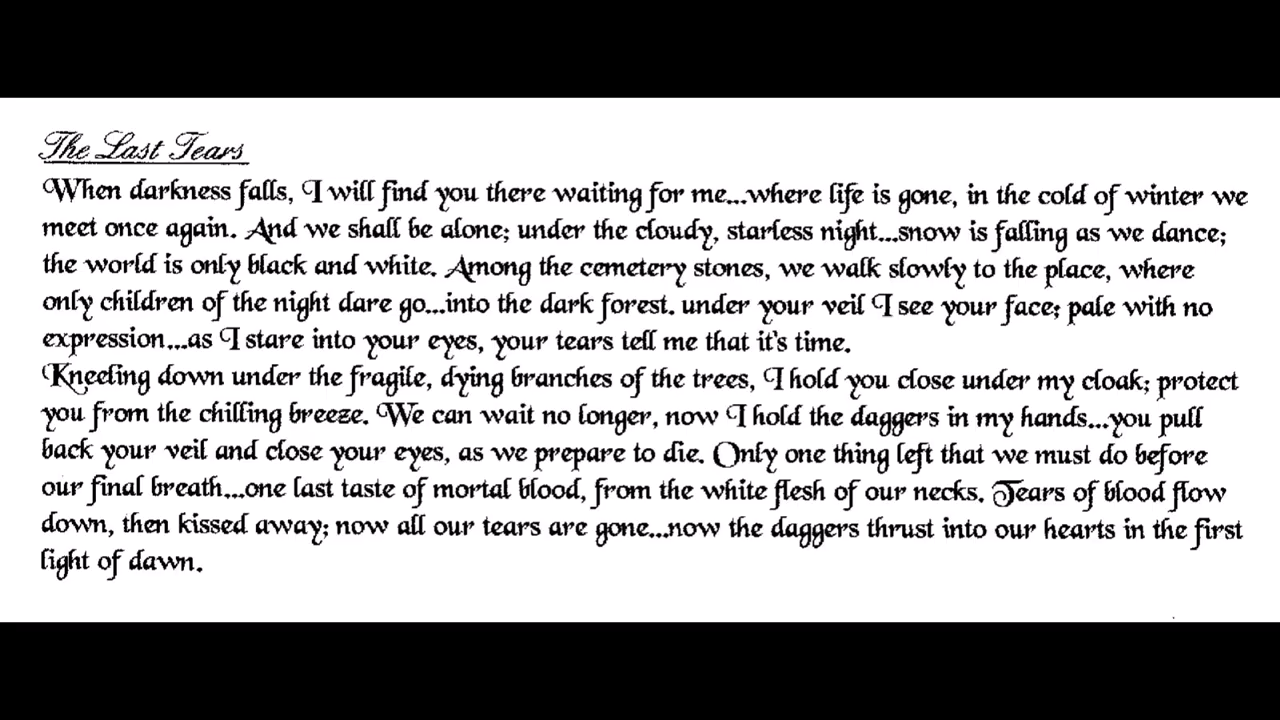 The Last Tears
When darkness falls, I will find you there waiting for me...where life is gone, in the cold of winter we
meet once again. And we shall be alone; under the cloudy, starless night...snow is falling as we dance;
the world is only black and white. Among the cemetery stones, we walk slowly to the place, where
only children of the night dare go...into the dark forest. under your veil I see your face; pale with no
expression...as I stare into your eyes, your tears tell me that it's time.
Kneeling down under the fragile, dying branches of the trees, I hold you close under my cloak; protect
you from the chilling breeze. We can wait no longer, now I hold the daggers in my hands...you pull
back your veil and close your eyes, as we prepare to die. Only one thing left that we must do before
our final breath...one last taste of mortal blood, from the white flesh of our necks. Tears of blood flow
down, then kissed away; now all our tears are gone...now the daggers thrust into our hearts in the first
light of dawn.